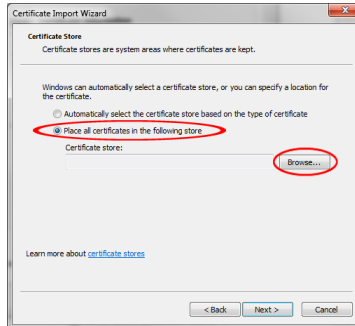 Certificate Import Wizard
Certificate Store
Certificate stores are system areas where certificates are kept.
Windows can automatically select a certificate store, or you can specify a location for
the certificate.
Automatically select the certificate store based on the type of certificate
Place all certificates in the following store
Certificate store:
Browse...
Learn more about certificate stores
< Back Next > Cancel